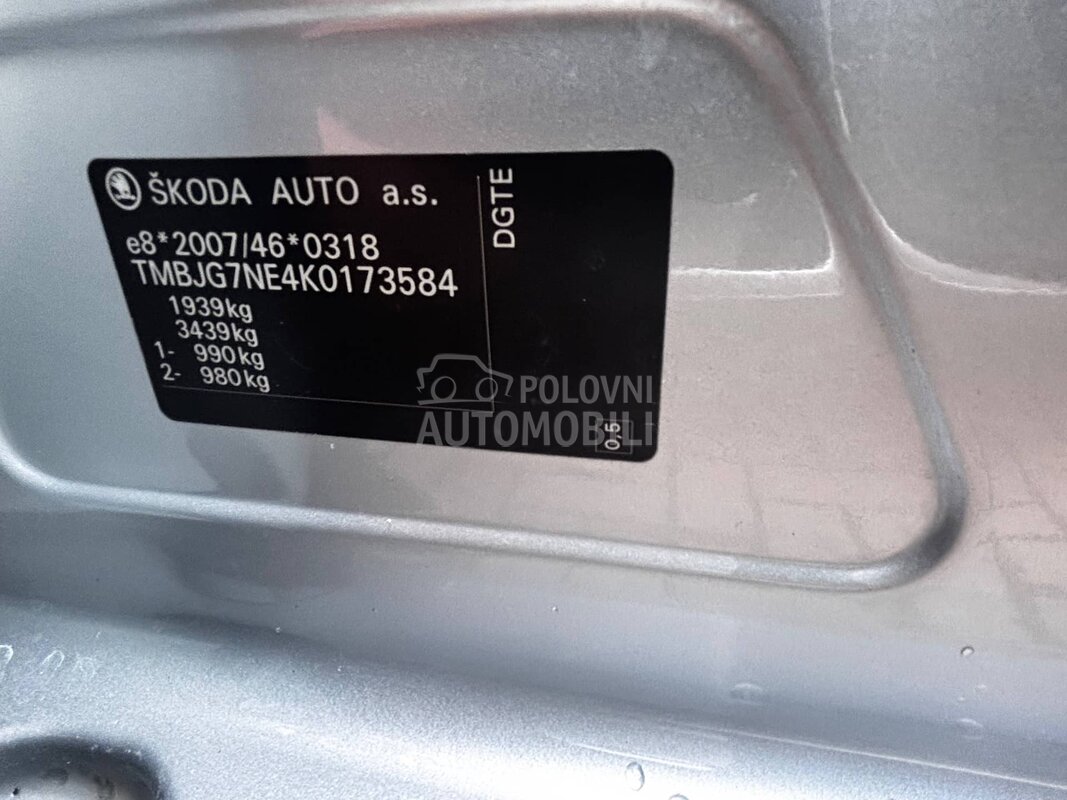 ŠKODA AUTO a.s.
DGTE
e8*2007/46*0318
TMBJG7NE4K0173584
1939kg
3439kg
1- 990kg
2- 980kg
0,5
POLOVNI
AUTOMOBILI